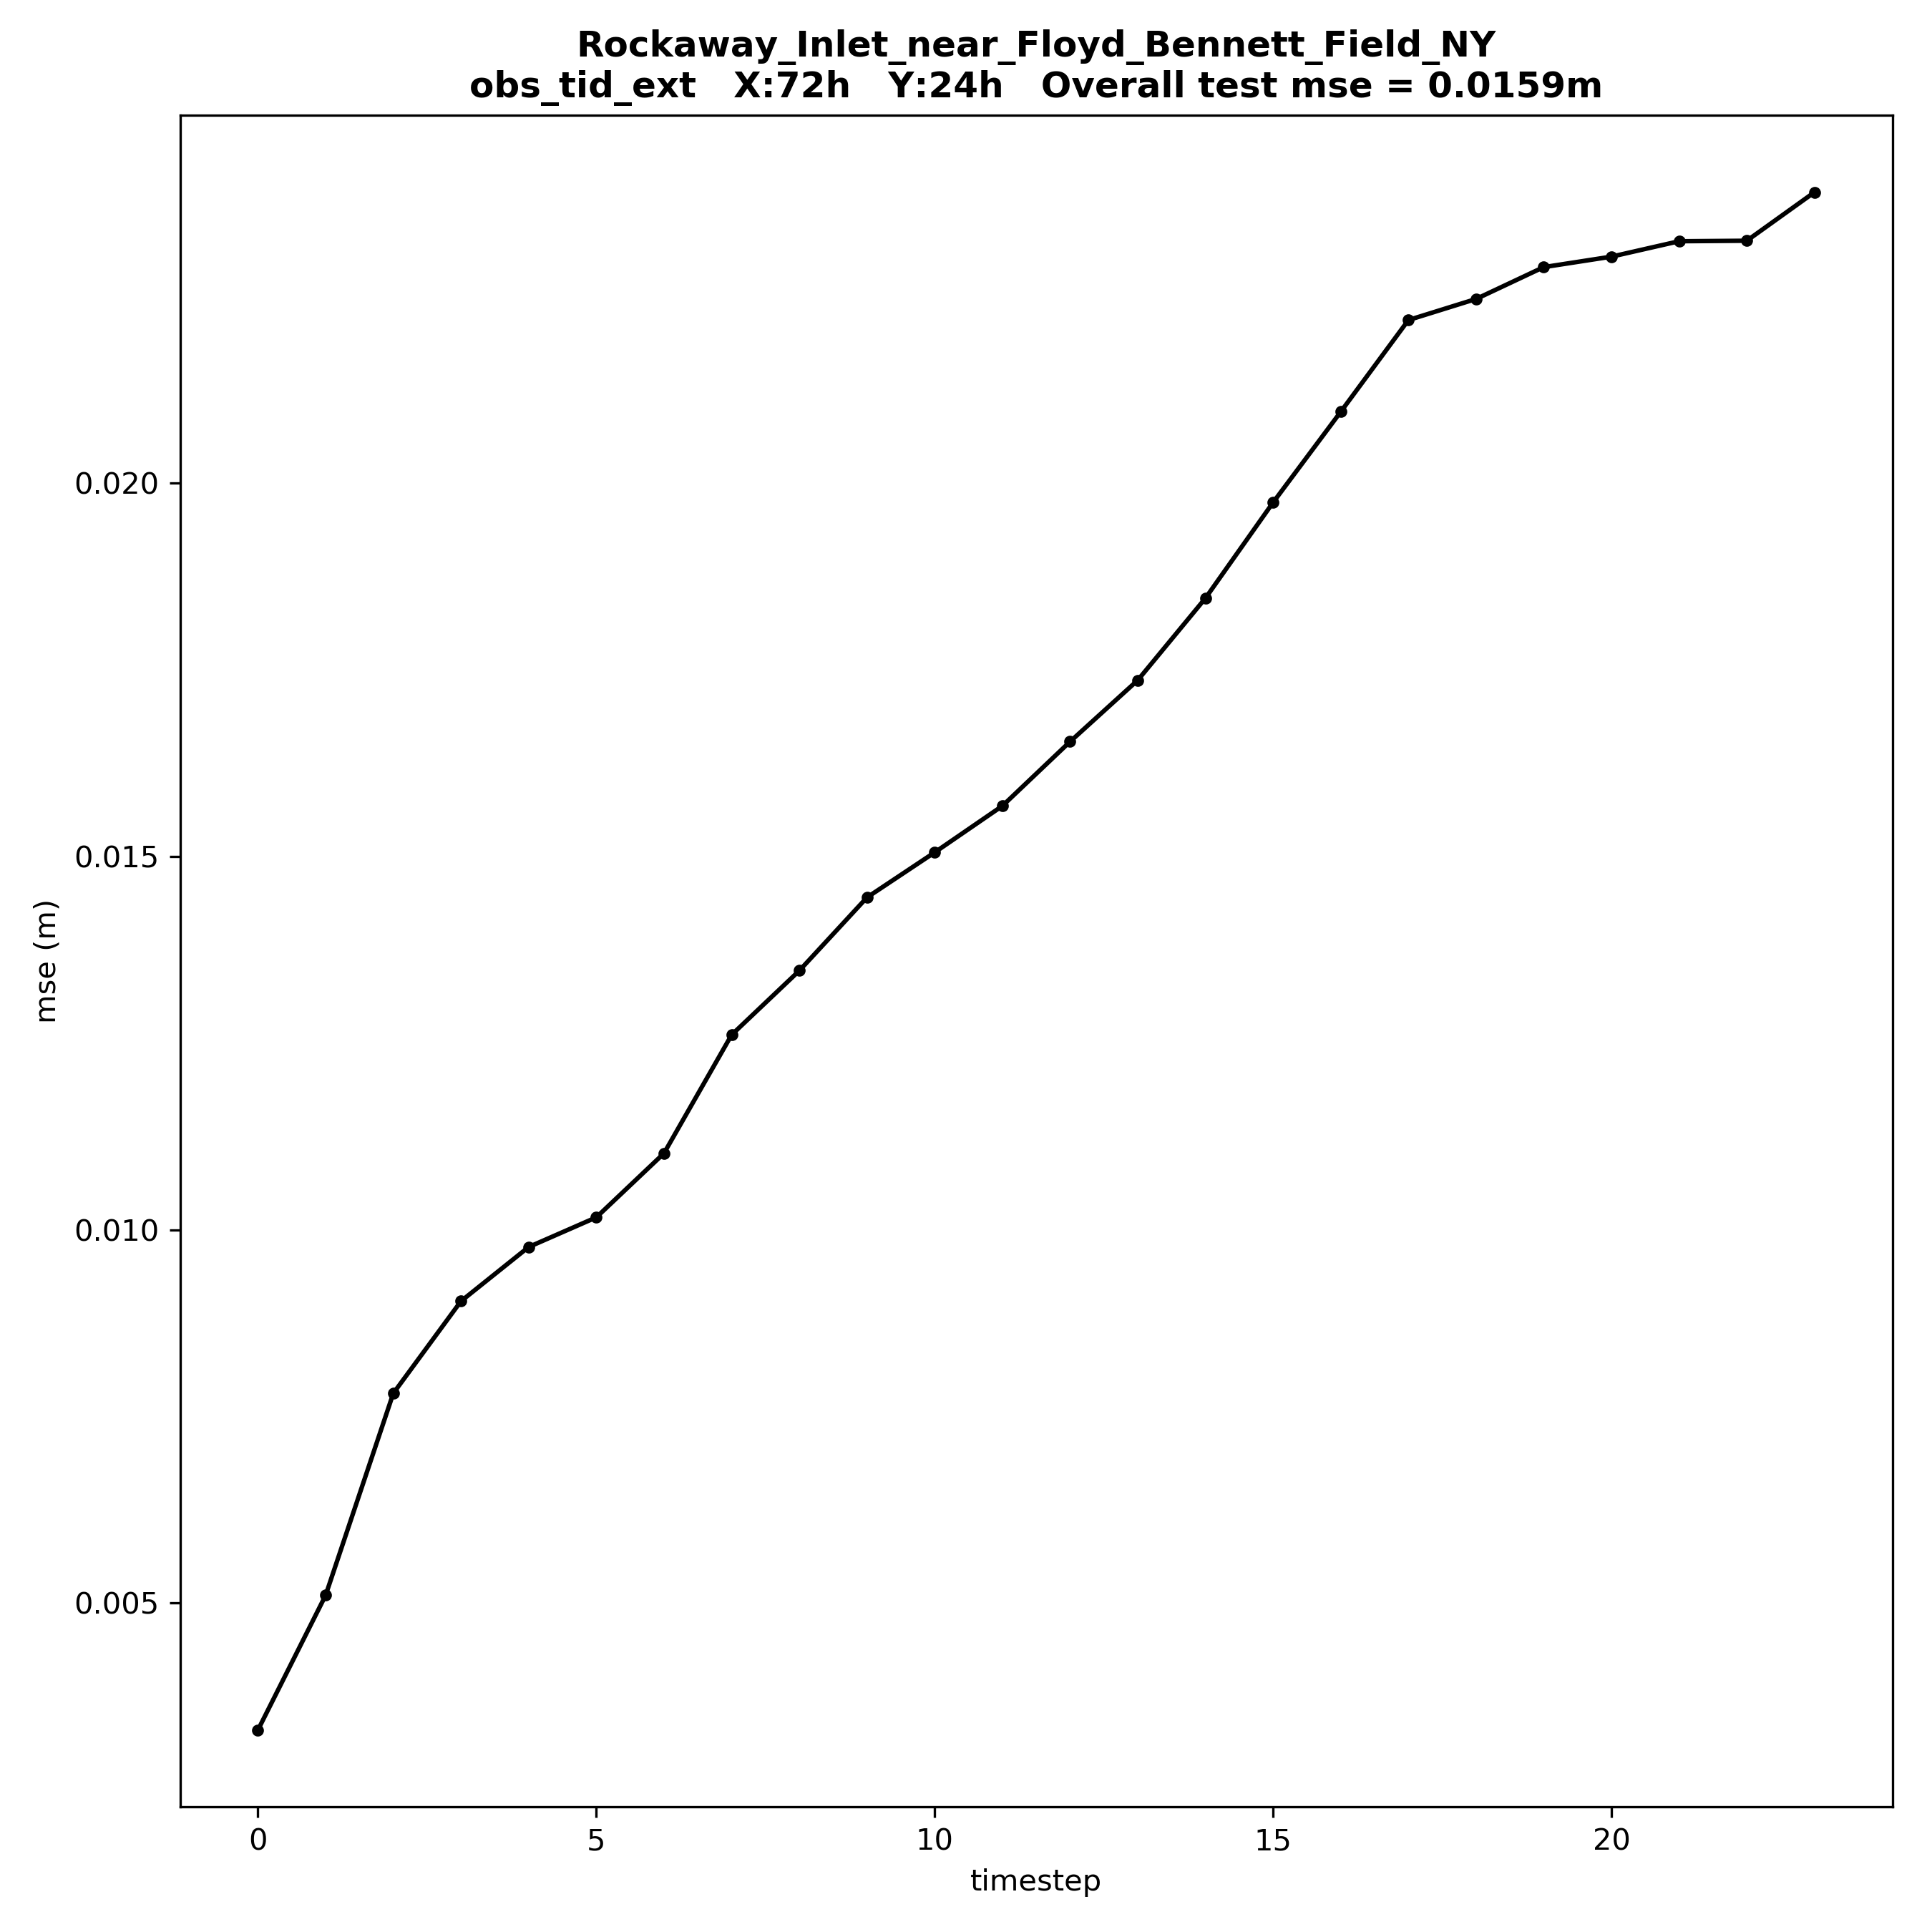 Rockaway_Inlet_near_Floyd_Bennett_Field_NY
obs_tid_ext   X:72h   Y:24h   Overall test mse = 0.0159m
0.020
0.015
0.010
0.005
mse (m)
0 5 10 15 20
timestep